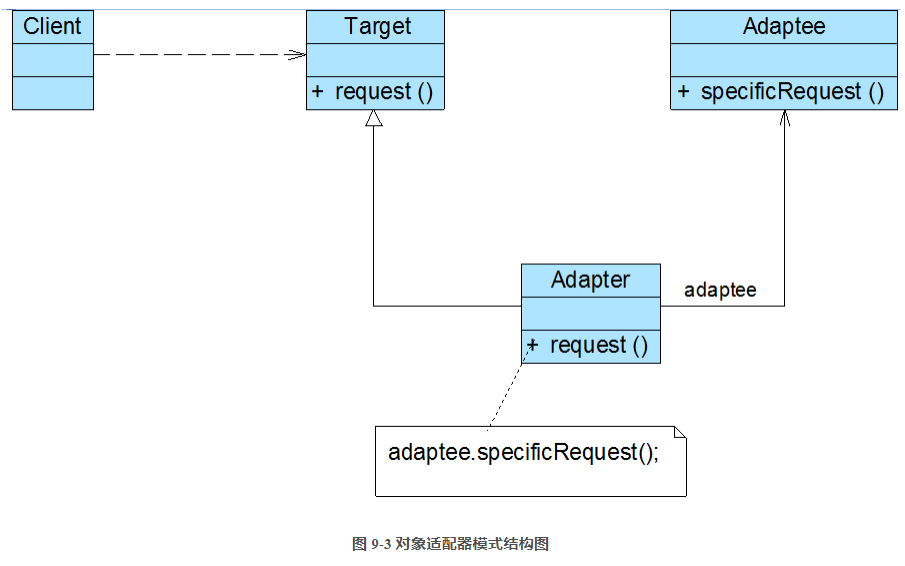 Client
Target
Adaptee
+ request ()
+ specificRequest ()
Adapter
adaptee
+ request ()
adaptee.specificRequest();
图 9-3 对象适配器模式结构图